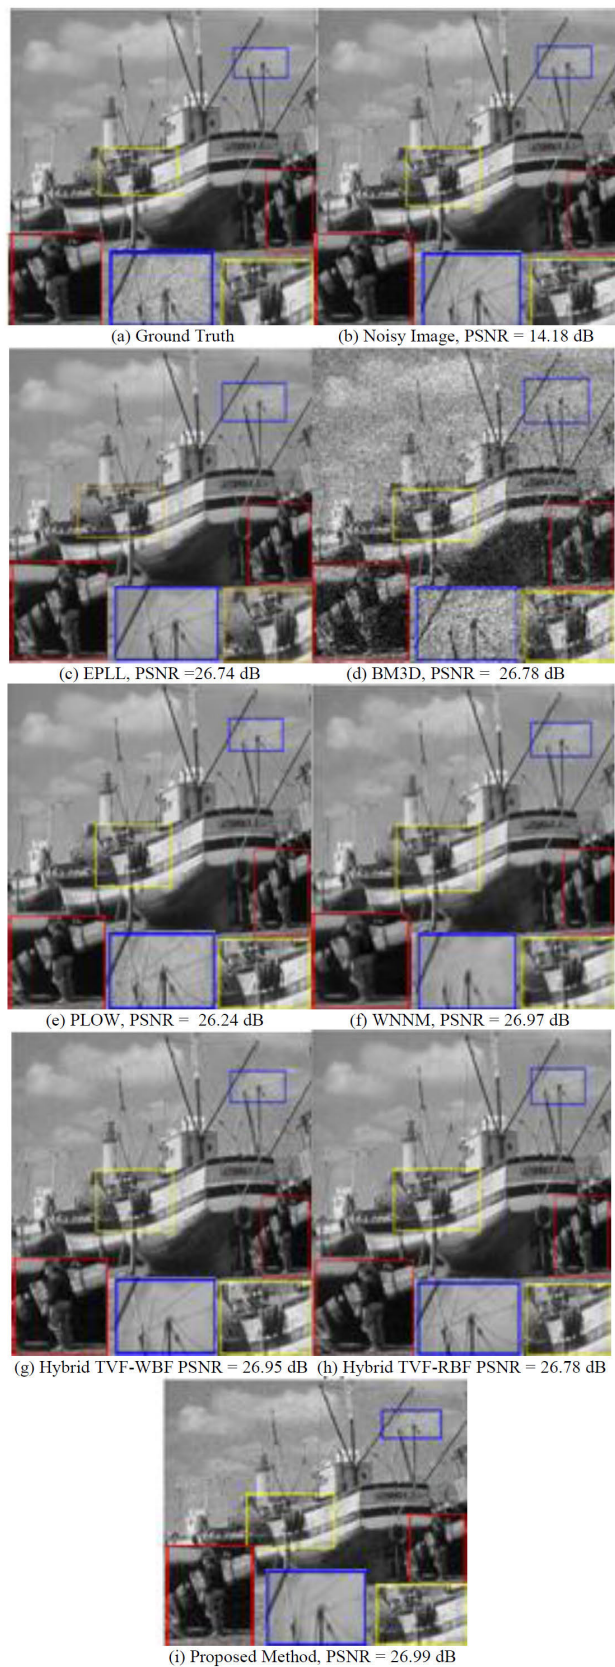 (a) Ground Truth
(b) Noisy Image, PSNR = 14.18 dB
(c) EPLL, PSNR =26.74 dB
(d) BM3D, PSNR = 26.78 dB
(e) PLOW, PSNR = 26.24 dB
(f) WNNM, PSNR = 26.97 dB
(g) Hybrid TVF-WBF PSNR = 26.95 dB
(h) Hybrid TVF-RBF PSNR = 26.78 dB
(i) Proposed Method, PSNR = 26.99 dB